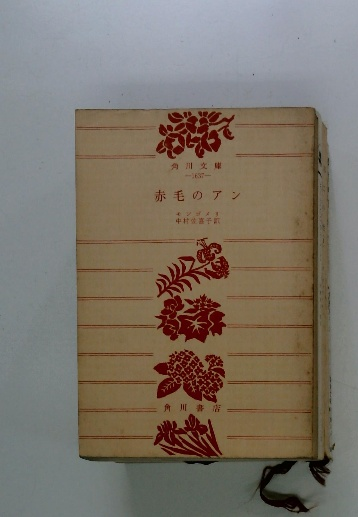 角川文庫
—1657—
赤毛のアン
モンゴメリ
中村佐喜子訳
角川書店